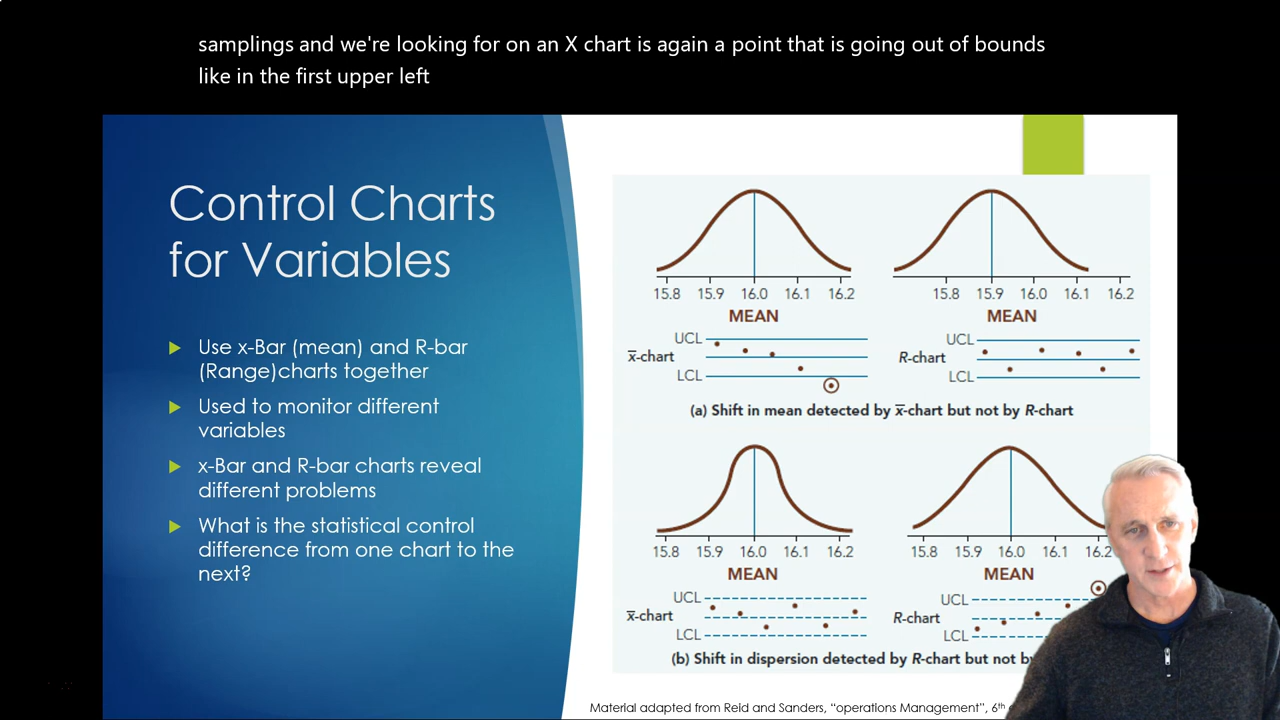 samplings and we're looking for on an X chart is again a point that is going out of bounds
like in the first upper left
Control Charts
for Variables
Use x-Bar (mean) and R-bar
(Range)charts together
Used to monitor different
variables
x-Bar and R-bar charts reveal
different problems
What is the statistical control
difference from one chart to the
next?
15.8 15.9 16.0 16.1 16.2
MEAN
UCL
x̅-chart
LCL
15.8 15.9 16.0 16.1 16.2
MEAN
UCL
R-chart
LCL
(a) Shift in mean detected by x̅-chart but not by R-chart
15.8 15.9 16.0 16.1 16.2
MEAN
UCL
x̅-chart
LCL
15.8 15.9 16.0 16.1 16.2
MEAN
UCL
R-chart
LCL
(b) Shift in dispersion detected by R-chart but not
Material adapted from Reid and Sanders, “operations Management”, 6th